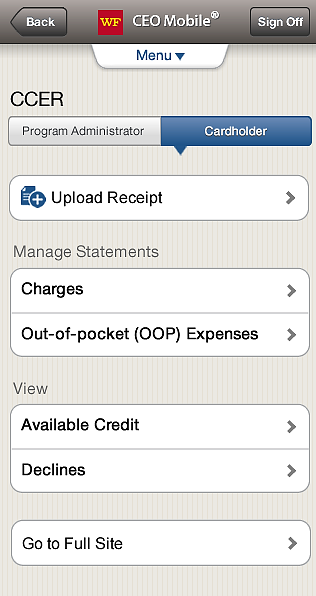 Back
WF
CEO Mobile®
Sign Off
Menu
CCER
Program Administrator
Cardholder
Upload Receipt
Manage Statements
Charges
Out-of-pocket (OOP) Expenses
View
Available Credit
Declines
Go to Full Site